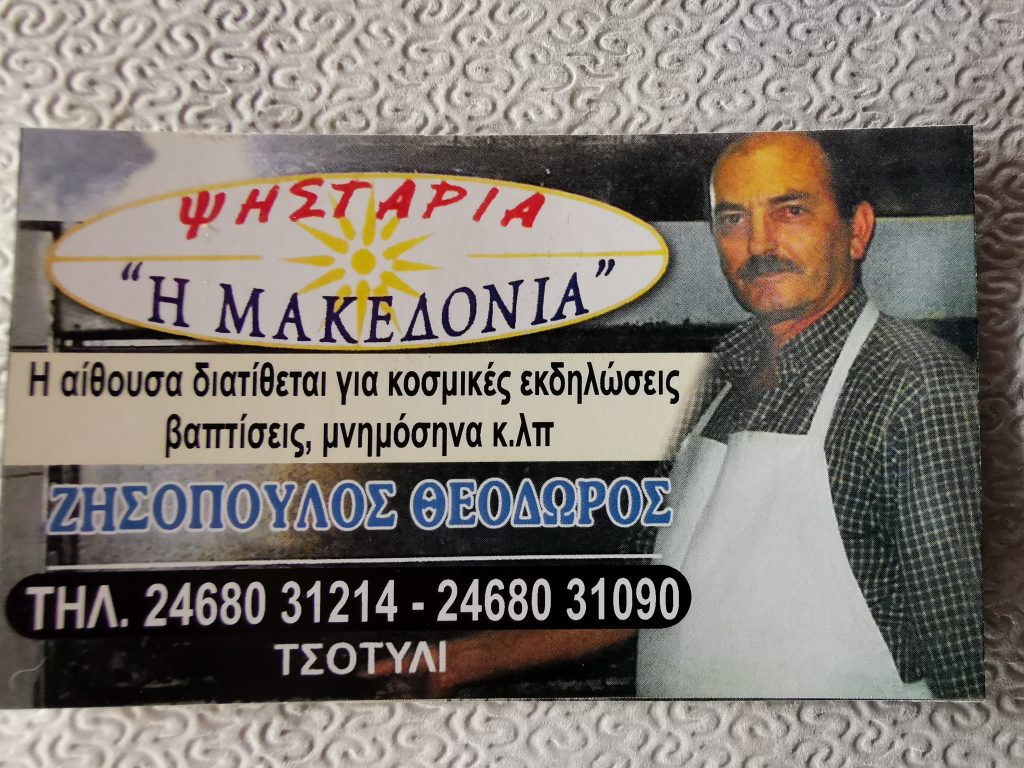 ΨΗΣΤΑΡΙΑ
"Η ΜΑΚΕΔΟΝΙΑ"
Η αίθουσα διατίθεται για κοσμικές εκδηλώσεις
βαπτίσεις, μνημόσηνα κ.λπ
ΖΗΣΟΠΟΥΛΟΣ ΘΕΟΔΩΡΟΣ
ΤΗΛ. 24680 31214 - 24680 31090
ΤΣΟΤΥΛΙ